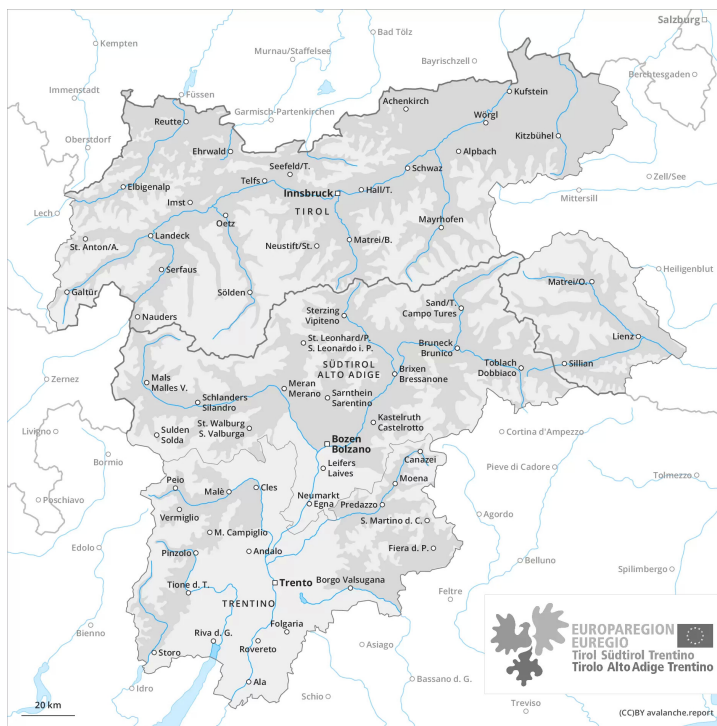 Salzburg
Kempten
Bad Tölz
Murnau/Staffelsee
Bayrischzell
Berchtesgaden
Immenstadt
Füssen
Garmisch-Partenkirchen
Achenkirch
Kufstein
Reutte
Wörgl
Oberstdorf
Ehrwald
Kitzbühel
Alpbach
Seefeld/T.
Schwaz
Zell/See
Telfs
Elbigenalp
Innsbruck
Hall/T.
Mittersill
Imst
TIROL
Lech
Oetz
Mayrhofen
Landeck
St. Anton/A.
Neustift/St.
Matrei/B.
Serfaus
Heiligenblut
Galtür
Sölden
Matrei/O.
Nauders
Sterzing
Vipiteno
Sand/T.
Campo Tures
Lienz
St. Leonhard/P.
S. Leonardo i. P.
Bruneck
Brunico
SÜDTIROL
ALTO ADIGE
Toblach
Dobbiaco
Sillian
Brixen
Bressanone
Zernez
Mals
Malles V.
Meran
Merano
Schlanders
Silandro
Sarnthein
Sarentino
St. Walburg
S. Valburga
Kastelruth
Castelrotto
Livigno
Sulden
Solda
Bozen
Bolzano
Cortina d'Ampezzo
Bormio
Canazei
Leifers
Laives
Pieve di Cadore
Tolmezzo
Peio
Malè
Cles
Moena
Neumarkt
Egna
Predazzo
Poschiavo
Vermiglio
S. Martino d. C.
Agordo
M. Campiglio
Edolo
Pinzolo
Andalo
Fiera d. P.
Belluno
Spilimbergo
Tione d. T.
Trento
Borgo Valsugana
Feltre
TRENTINO
Folgaria
Bienno
Riva d. G.
Rovereto
Asiago
Storo
Idro
Ala
Bassano d. G.
Schio
Treviso
EUROPAREGION
EUREGIO
Tirol Südtirol Trentino
Tirolo Alto Adige Trentino
20 km
(CC)BY avalanche.report